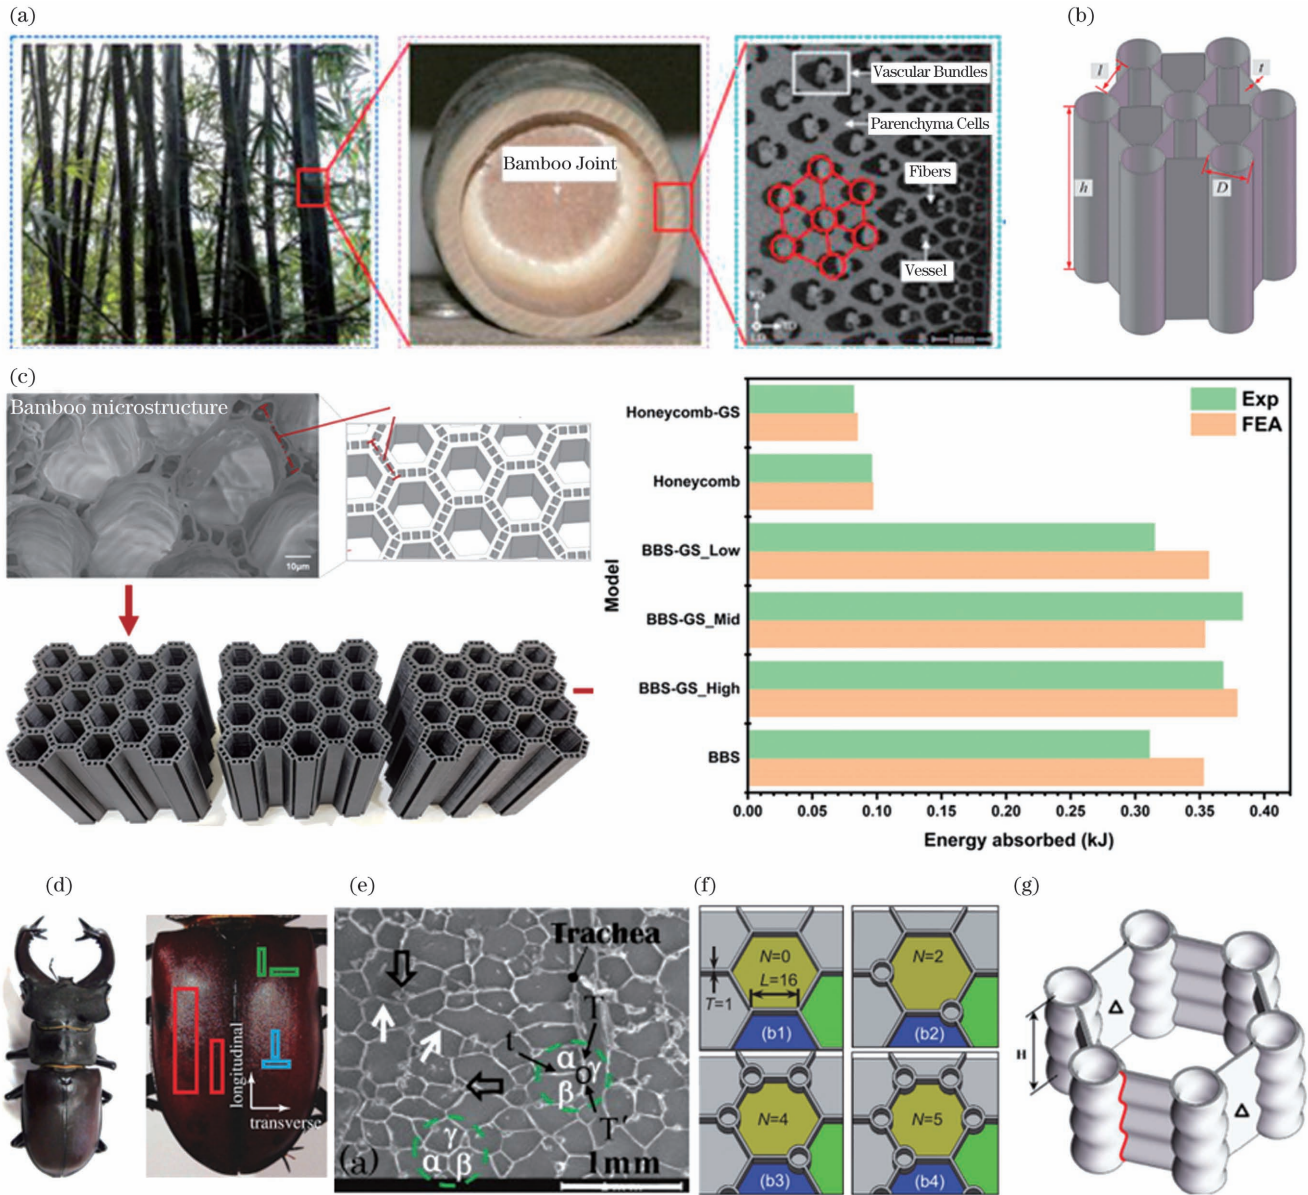 (a)
Bamboo Joint
Vascular Bundles
Parenchyma Cells
Fibers
Vessel
1mm
(b)
l
t
h
D
(c)
Bamboo microstructure
10μm
Honeycomb-GS
Honeycomb
BBS-GS_Low
BBS-GS_Mid
BBS-GS_High
BBS
Model
Exp
FEA
0.00 0.05 0.10 0.15 0.20 0.25 0.30 0.35 0.40
Energy absorbed (kJ)
(d)
longitudinal
transverse
(e)
Trachea
T
t
α γ
O
β
T'
γ
α β
(a)
1mm
(f)
N=0
L=16
T=1
(b1)
N=2
(b2)
N=4
(b3)
N=5
(b4)
(g)
H
Δ
Δ